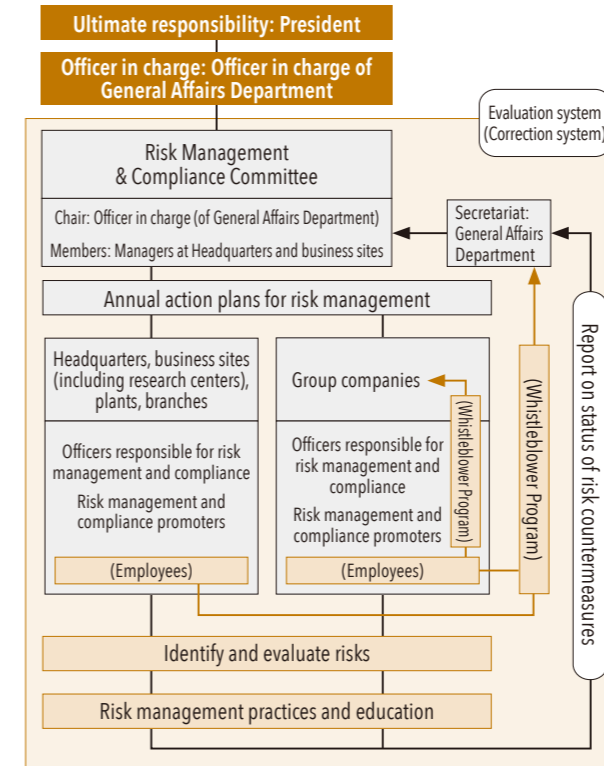 Ultimate responsibility: President
Officer in charge: Officer in charge of
General Affairs Department
Evaluation system
(Correction system)
Risk Management
& Compliance Committee
Chair: Officer in charge (of General Affairs Department)
Members: Managers at Headquarters and business sites
Secretariat:
General Affairs
Department
Annual action plans for risk management
Headquarters, business sites
(including research centers),
plants, branches
Officers responsible for risk
management and compliance
Risk management and
compliance promoters
(Employees)
Group companies
Officers responsible for
risk management and
compliance
Risk management and
compliance promoters
(Employees)
(Whistleblower Program)
(Whistleblower Program)
Report on status of risk countermeasures
Identify and evaluate risks
Risk management practices and education